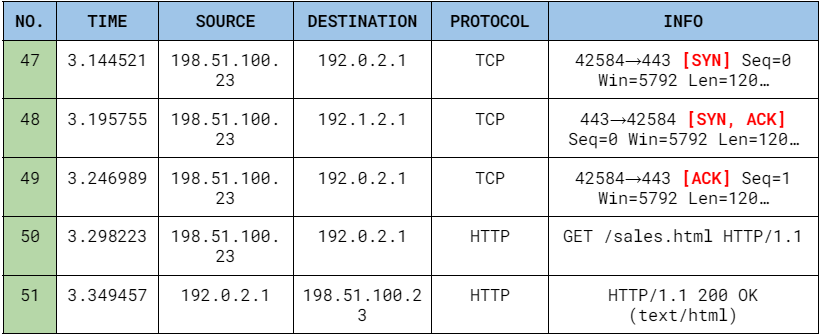 NO. TIME SOURCE DESTINATION PROTOCOL INFO
47 3.144521 198.51.100. 192.0.2.1 TCP 42584→443 [SYN] Seq=0
23 Win=5792 Len=120…
48 3.195755 198.51.100. 192.1.2.1 TCP 443→42584 [SYN, ACK]
23 Seq=0 Win=5792 Len=120…
49 3.246989 198.51.100. 192.0.2.1 TCP 42584→443 [ACK] Seq=1
23 Win=5792 Len=120…
50 3.298223 198.51.100. 192.0.2.1 HTTP GET /sales.html HTTP/1.1
23
51 3.349457 192.0.2.1 198.51.100.2 HTTP HTTP/1.1 200 OK
3 (text/html)